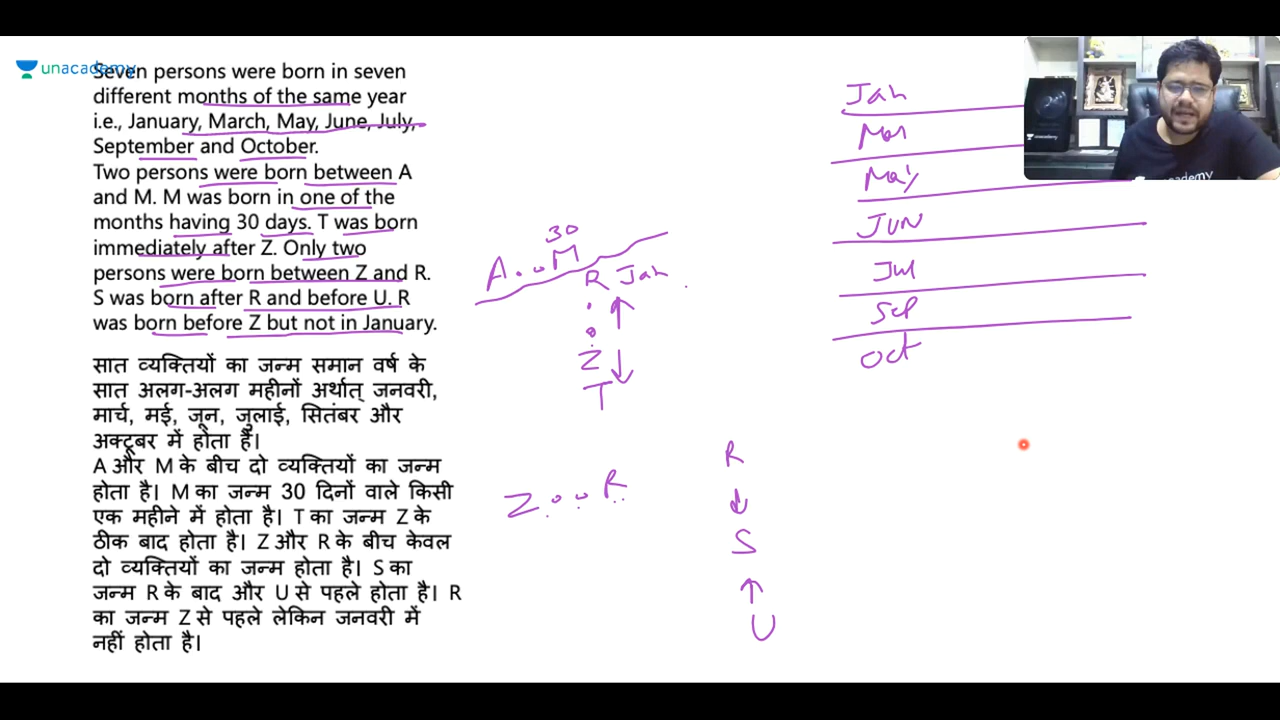 unacademy
Seven persons were born in seven
different months of the same year
i.e., January, March, May, June, July,
September and October.
Two persons were born between A
and M. M was born in one of the
months having 30 days. T was born
immediately after Z. Only two
persons were born between Z and R.
S was born after R and before U. R
was born before Z but not in January.
सात व्यक्तियों का जन्म समान वर्ष के
सात अलग-अलग महीनों अर्थात् जनवरी,
मार्च, मई, जून, जुलाई, सितंबर और
अक्टूबर में होता है।
A और M के बीच दो व्यक्तियों का जन्म
होता है। M का जन्म 30 दिनों वाले किसी
एक महीने में होता है। T का जन्म Z के
ठीक बाद होता है। Z और R के बीच केवल
दो व्यक्तियों का जन्म होता है। S का
जन्म R के बाद और U से पहले होता है। R
का जन्म Z से पहले लेकिन जनवरी में
नहीं होता है।
30
A . . M
R Jan
Z
T
Z . . R
R
S
U
Jan
Mar
May
JUN
Jul
Sep
Oct
unacademy
unacademy